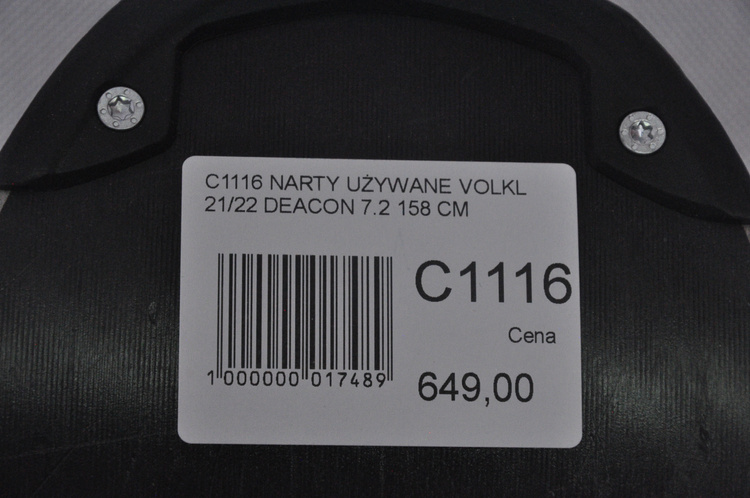 C1116 NARTY UŻYWANE VOLKL
21/22 DEACON 7.2 158 CM
C1116
Cena
1 000000 017489
649,00